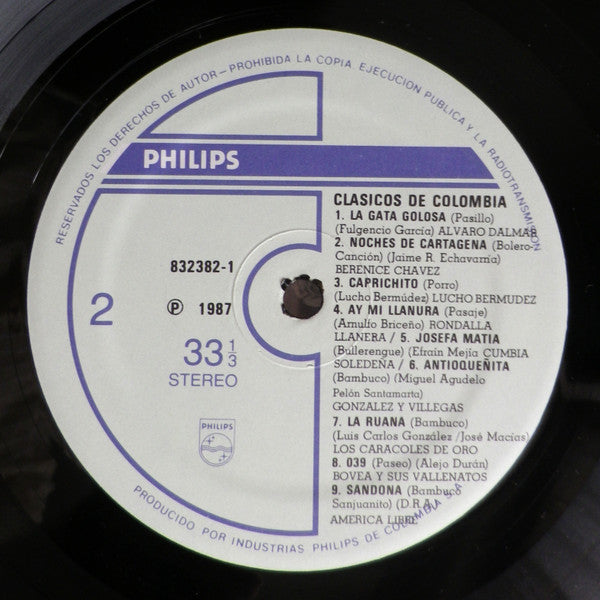 RESERVADOS LOS DERECHOS DE AUTOR – PROHIBIDA LA COPIA, EJECUCION PUBLICA Y LA RADIOTRANSMISION
PHILIPS
CLASICOS DE COLOMBIA
1. LA GATA GOLOSA (Pasillo)
(Fulgencio García) ALVARO DALMAR
2. NOCHES DE CARTAGENA (Bolero-
Canción) (Jaime R. Echavarría)
BERENICE CHAVEZ
3. CAPRICHITO (Porro)
(Lucho Bermúdez) LUCHO BERMUDEZ
4. AY MI LLANURA (Pasaje)
(Arnulfo Briceño) RONDALLA
LLANERA / 5. JOSEFA MATIA
(Bullerengue) (Efraín Mejía) CUMBIA
SOLEDEÑA / 6. ANTIOQUEÑITA
(Bambuco) (Miguel Agudelo
Pelón Santamarta)
GONZALEZ Y VILLEGAS
7. LA RUANA (Bambuco)
(Luis Carlos González /José Macías)
LOS CARACOLES DE ORO
8. 039 (Paseo) (Alejo Durán)
BOVEA Y SUS VALLENATOS
9. SANDONA (Bambuco
Sanjuanito) (D.R.A.)
AMERICA LIBRE
832382-1
2
℗ 1987
33 1/3
STEREO
PHILIPS
PRODUCIDO POR INDUSTRIAS PHILIPS DE COLOMBIA S.A.